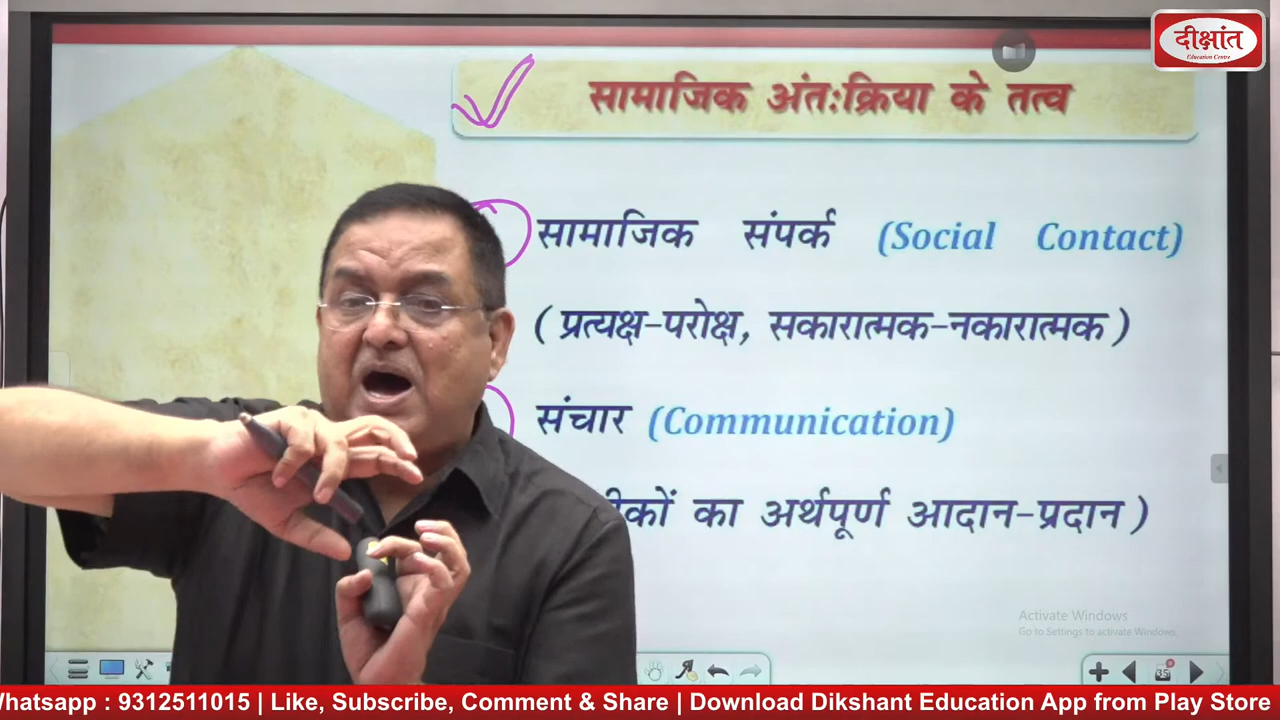 दीक्षांत
Education Centre
सामाजिक अंतःक्रिया के तत्व
सामाजिक संपर्क (Social Contact)
(प्रत्यक्ष-परोक्ष, सकारात्मक-नकारात्मक)
संचार (Communication)
का अर्थपूर्ण आदान-प्रदान)
Activate Windows
Go to Settings to activate Windows.
35
Whatsapp : 9312511015 | Like, Subscribe, Comment & Share | Download Dikshant Education App from Play Store